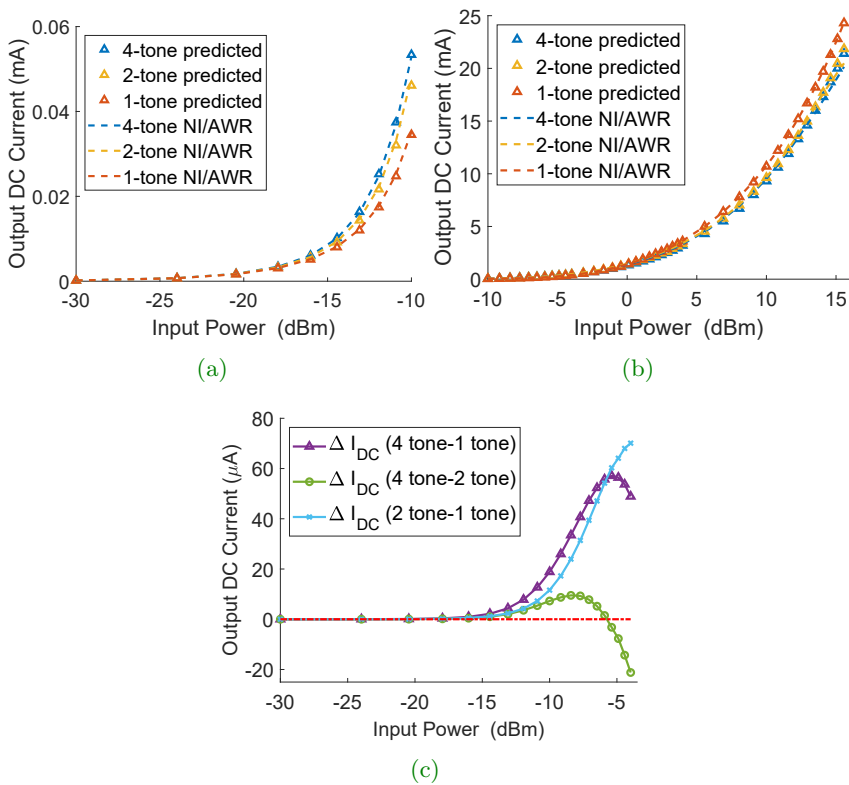 0.06
0.04
0.02
0
Output DC Current (mA)
4-tone predicted
2-tone predicted
1-tone predicted
4-tone NI/AWR
2-tone NI/AWR
1-tone NI/AWR
-30 -25 -20 -15 -10
Input Power (dBm)
(a)
25
20
15
10
5
0
Output DC Current (mA)
4-tone predicted
2-tone predicted
1-tone predicted
4-tone NI/AWR
2-tone NI/AWR
1-tone NI/AWR
-10 -5 0 5 10 15
Input Power (dBm)
(b)
80
60
40
20
0
-20
Output DC Current (μA)
Δ I_DC (4 tone-1 tone)
Δ I_DC (4 tone-2 tone)
Δ I_DC (2 tone-1 tone)
-30 -25 -20 -15 -10 -5
Input Power (dBm)
(c)